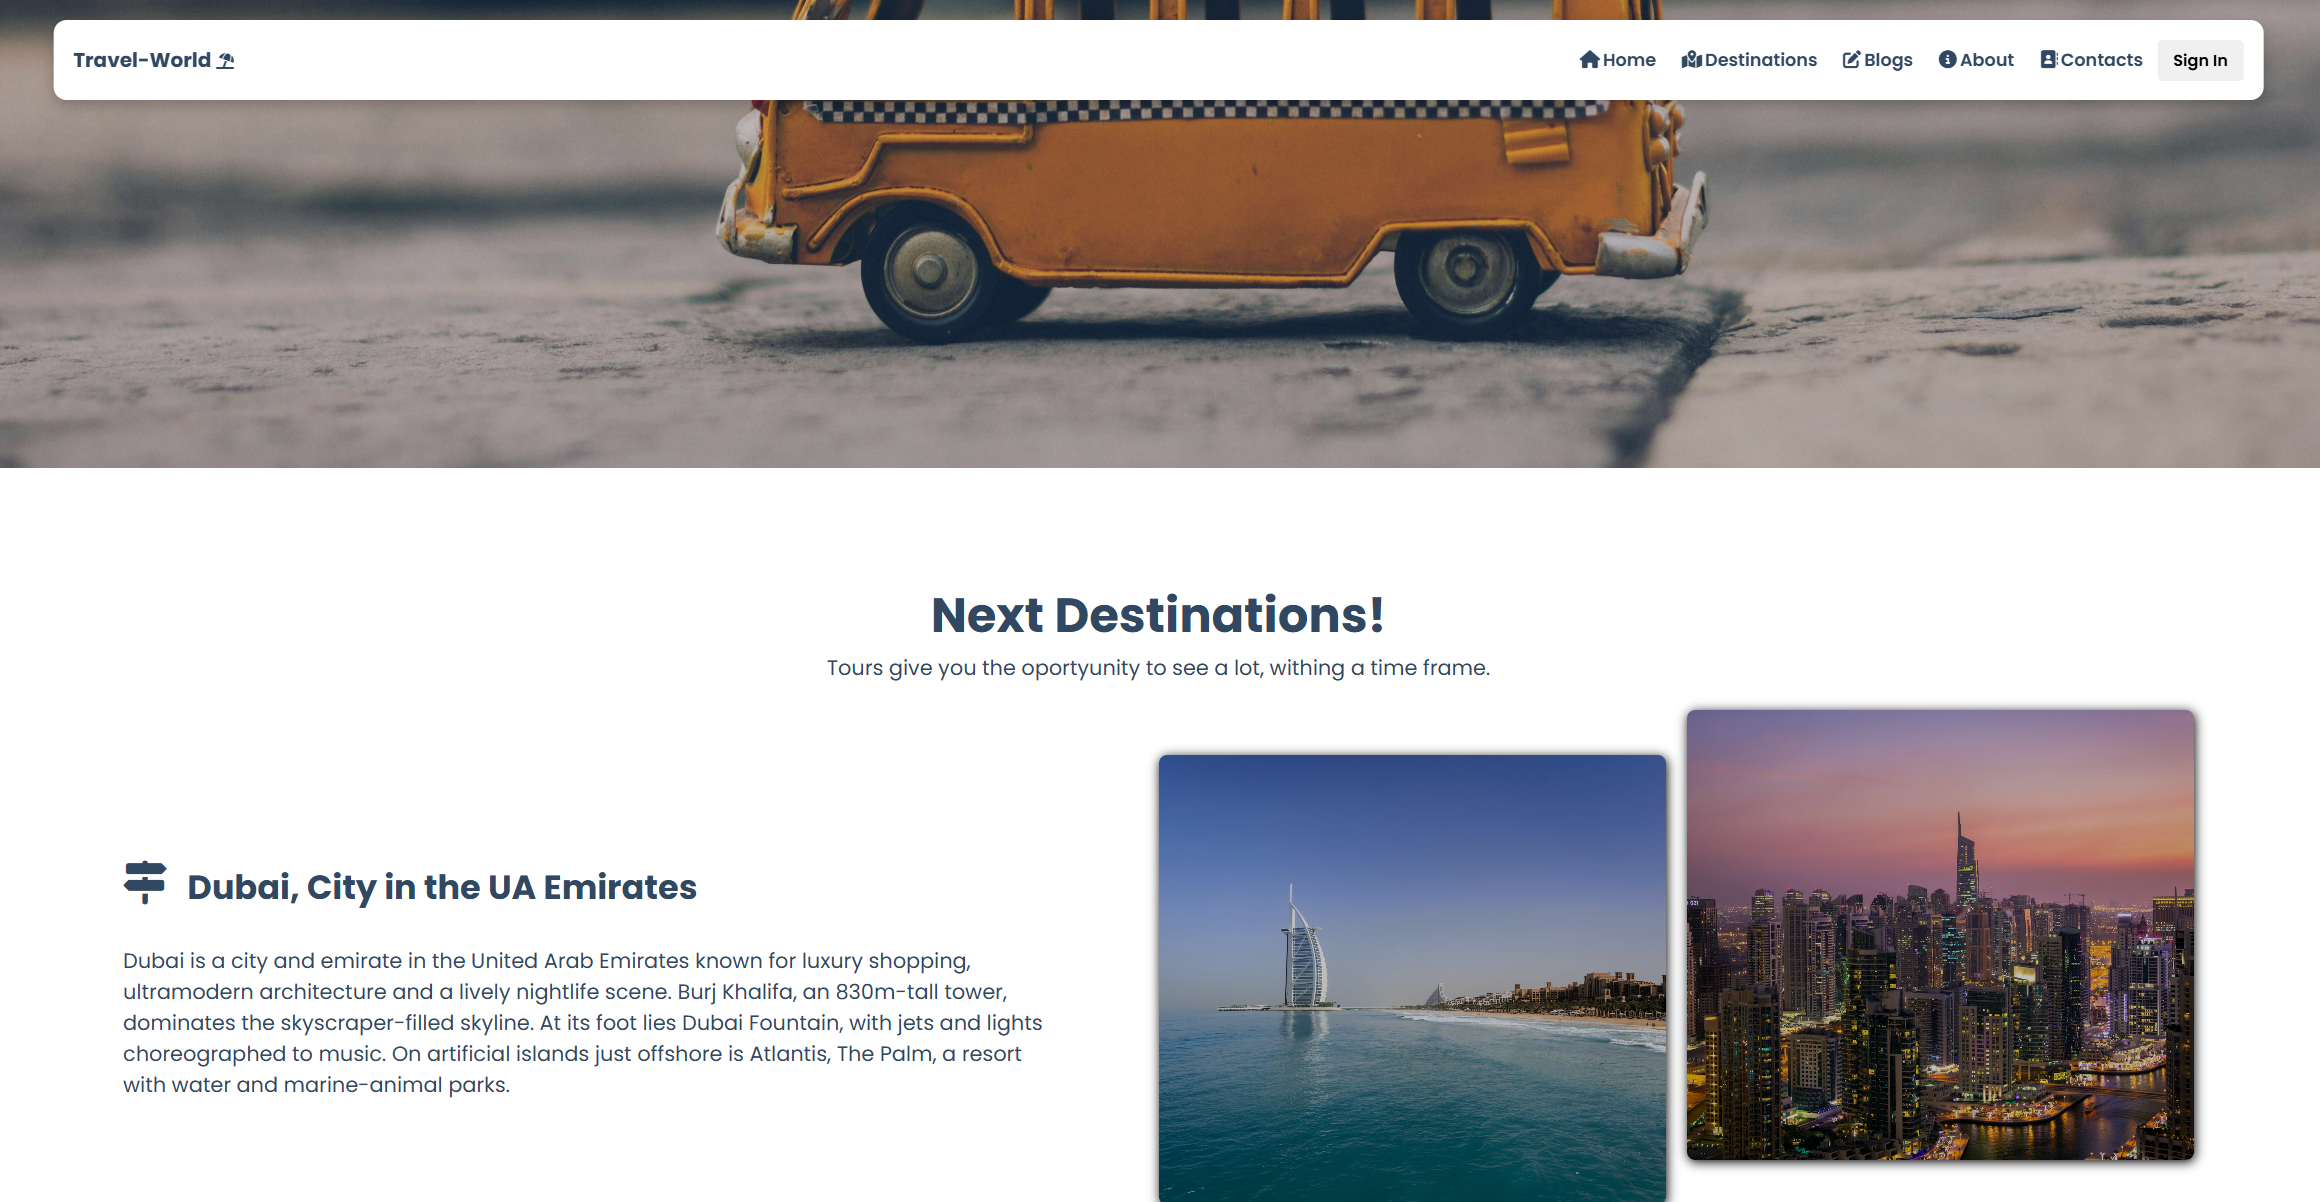 Travel-World
Home Destinations Blogs About Contacts Sign In
Next Destinations!
Tours give you the oportyunity to see a lot, withing a time frame.
Dubai, City in the UA Emirates
Dubai is a city and emirate in the United Arab Emirates known for luxury shopping,
ultramodern architecture and a lively nightlife scene. Burj Khalifa, an 830m-tall tower,
dominates the skyscraper-filled skyline. At its foot lies Dubai Fountain, with jets and lights
choreographed to music. On artificial islands just offshore is Atlantis, The Palm, a resort
with water and marine-animal parks.